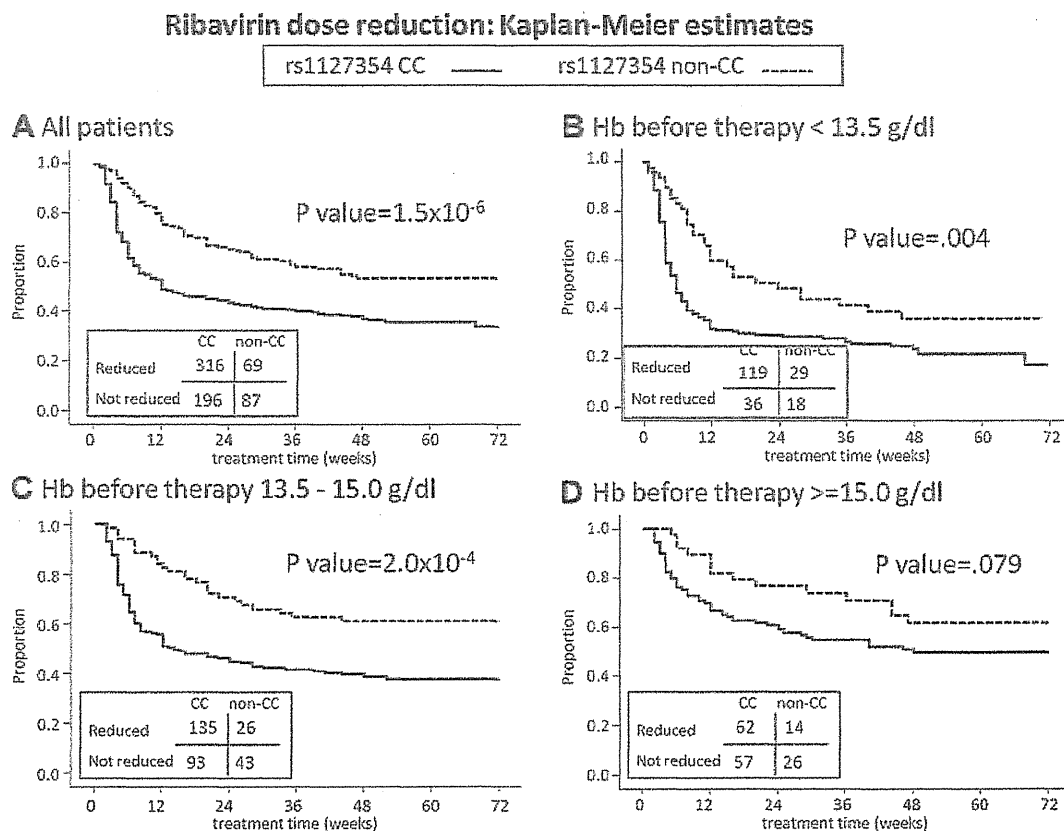 Ribavirin dose reduction: Kaplan-Meier estimates
rs1127354 CC rs1127354 non-CC
A All patients
Proportion
1.0
0.8
0.6
0.4
0.2
0.0
P value=1.5x10-6
CC non-CC
Reduced 316 69
Not reduced 196 87
0 12 24 36 48 60 72
treatment time (weeks)
B Hb before therapy < 13.5 g/dl
Proportion
1.0
0.8
0.6
0.4
0.2
0.0
P value=.004
CC non-CC
Reduced 119 29
Not reduced 36 18
0 12 24 36 48 60 72
treatment time (weeks)
C Hb before therapy 13.5 - 15.0 g/dl
Proportion
1.0
0.8
0.6
0.4
0.2
0.0
P value=2.0x10-4
CC non-CC
Reduced 135 26
Not reduced 93 43
0 12 24 36 48 60 72
treatment time (weeks)
D Hb before therapy >=15.0 g/dl
Proportion
1.0
0.8
0.6
0.4
0.2
0.0
P value=.079
CC non-CC
Reduced 62 14
Not reduced 57 26
0 12 24 36 48 60 72
treatment time (weeks)